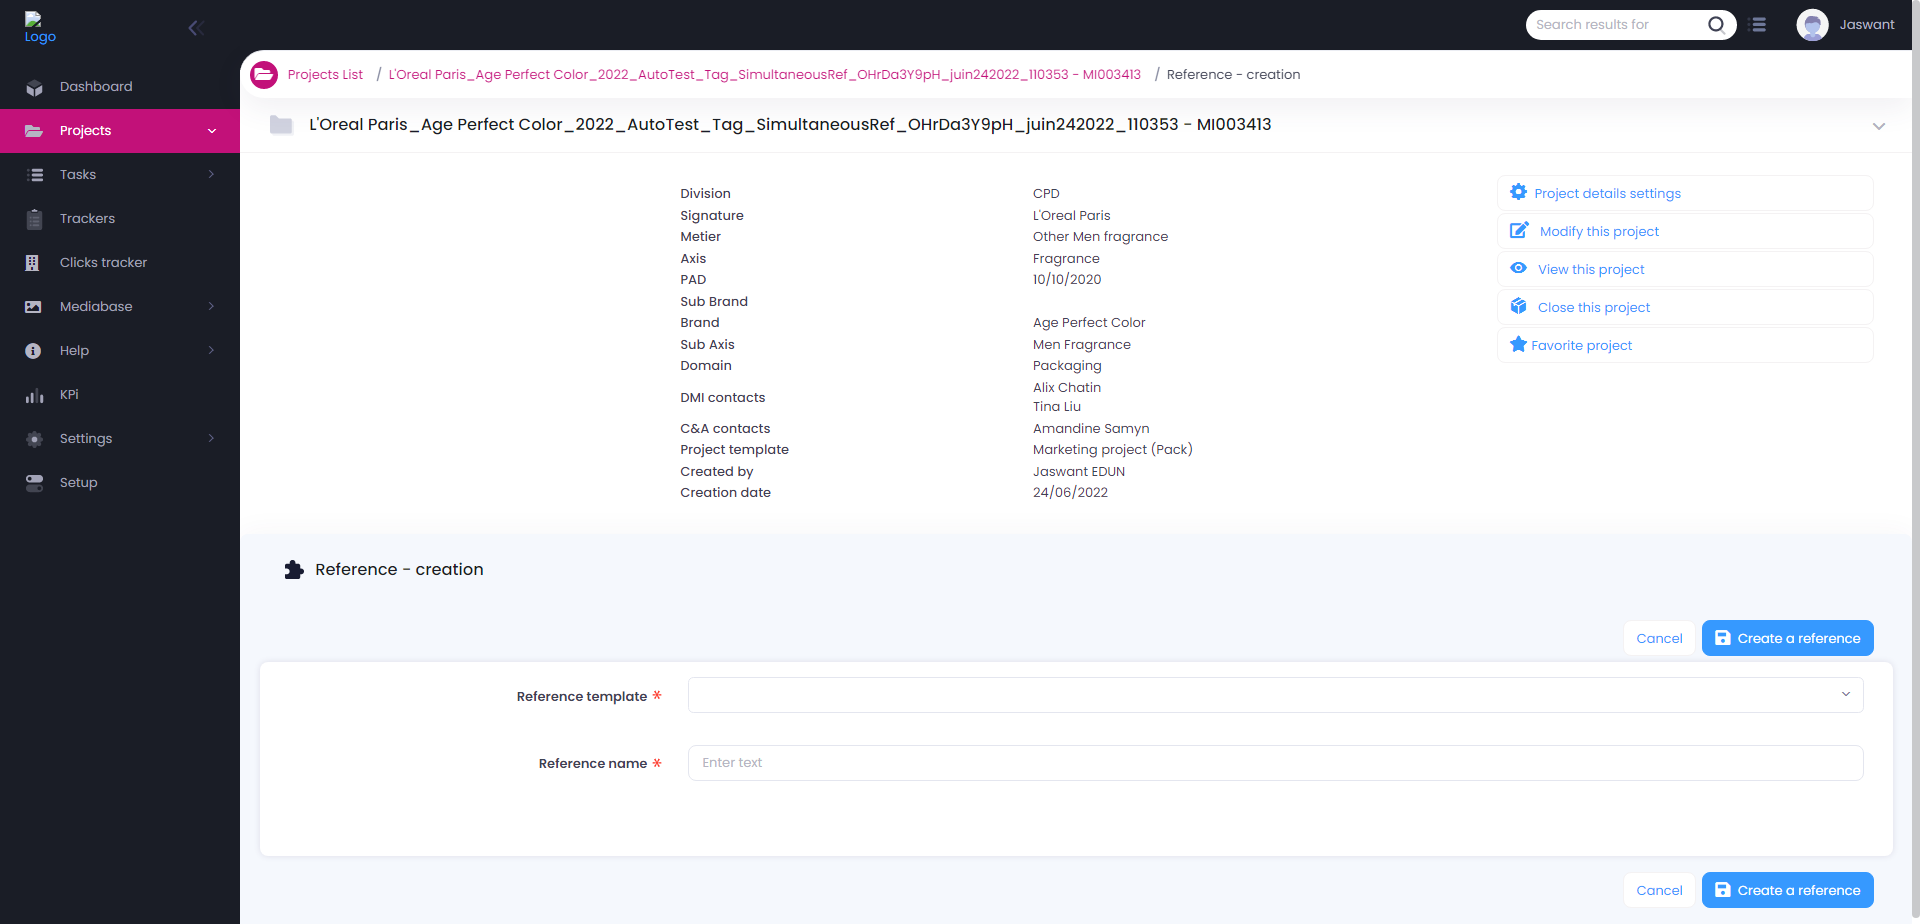 Logo
Search results for
Jaswant
Dashboard
Projects
Tasks
Trackers
Clicks tracker
Mediabase
Help
KPi
Settings
Setup
Projects List / L'Oreal Paris_Age Perfect Color_2022_AutoTest_Tag_SimultaneousRef_OHrDa3Y9pH_juin242022_110353 - MI003413 / Reference - creation
L'Oreal Paris_Age Perfect Color_2022_AutoTest_Tag_SimultaneousRef_OHrDa3Y9pH_juin242022_110353 - MI003413
Division CPD
Signature L'Oreal Paris
Metier Other Men fragrance
Axis Fragrance
PAD 10/10/2020
Sub Brand
Brand Age Perfect Color
Sub Axis Men Fragrance
Domain Packaging
DMI contacts Alix Chatin
Tina Liu
C&A contacts Amandine Samyn
Project template Marketing project (Pack)
Created by Jaswant EDUN
Creation date 24/06/2022
Project details settings
Modify this project
View this project
Close this project
Favorite project
Reference - creation
Cancel Create a reference
Reference template *
Reference name * Enter text
Cancel Create a reference